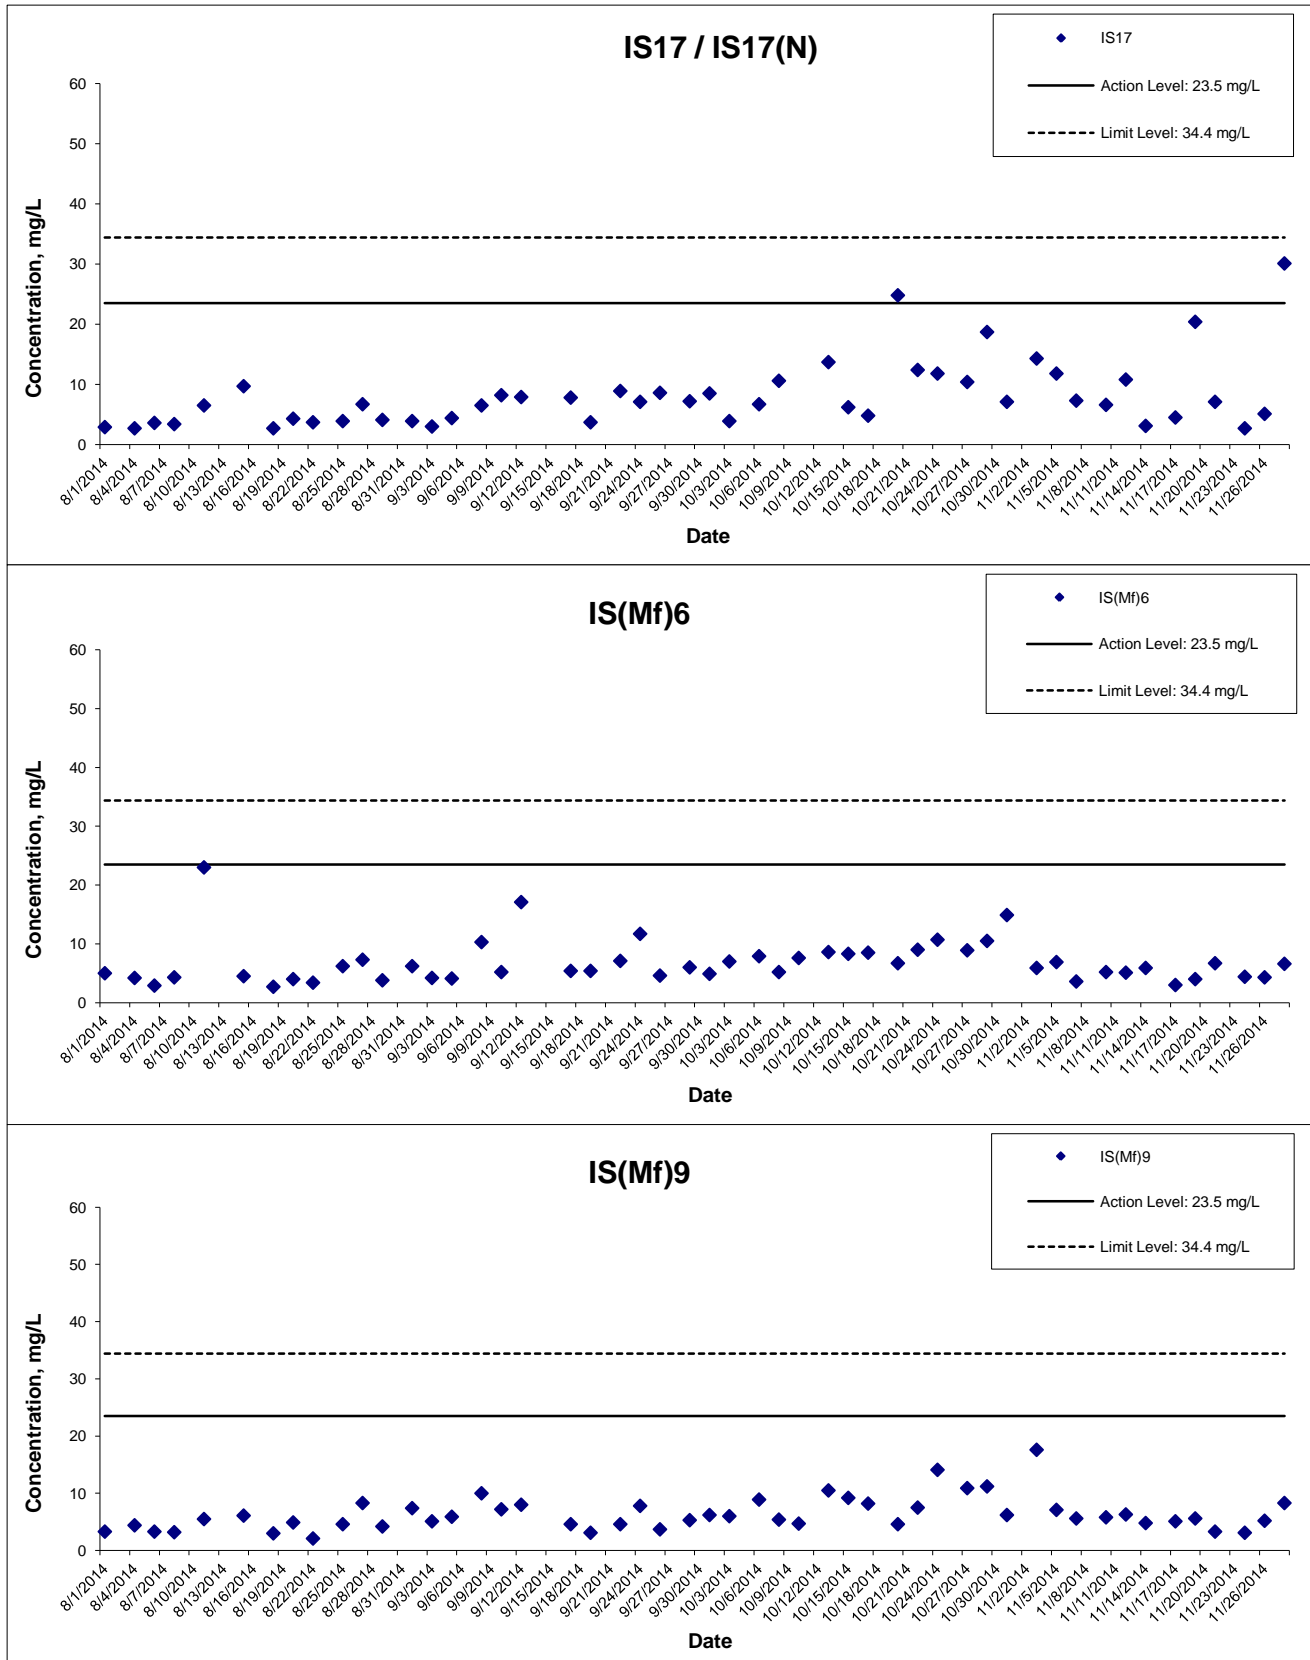 IS17 / IS17(N)
IS17
Action Level: 23.5 mg/L
Limit Level: 34.4 mg/L
Concentration, mg/L
60
50
40
30
20
10
0
8/1/2014 8/4/2014 8/7/2014 8/10/2014 8/13/2014 8/16/2014 8/19/2014 8/22/2014 8/25/2014 8/28/2014 8/31/2014 9/3/2014 9/6/2014 9/9/2014 9/12/2014 9/15/2014 9/18/2014 9/21/2014 9/24/2014 9/27/2014 9/30/2014 10/3/2014 10/6/2014 10/9/2014 10/12/2014 10/15/2014 10/18/2014 10/21/2014 10/24/2014 10/27/2014 10/30/2014 11/2/2014 11/5/2014 11/8/2014 11/11/2014 11/14/2014 11/17/2014 11/20/2014 11/23/2014 11/26/2014
Date
IS(Mf)6
IS(Mf)6
Action Level: 23.5 mg/L
Limit Level: 34.4 mg/L
Concentration, mg/L
60
50
40
30
20
10
0
8/1/2014 8/4/2014 8/7/2014 8/10/2014 8/13/2014 8/16/2014 8/19/2014 8/22/2014 8/25/2014 8/28/2014 8/31/2014 9/3/2014 9/6/2014 9/9/2014 9/12/2014 9/15/2014 9/18/2014 9/21/2014 9/24/2014 9/27/2014 9/30/2014 10/3/2014 10/6/2014 10/9/2014 10/12/2014 10/15/2014 10/18/2014 10/21/2014 10/24/2014 10/27/2014 10/30/2014 11/2/2014 11/5/2014 11/8/2014 11/11/2014 11/14/2014 11/17/2014 11/20/2014 11/23/2014 11/26/2014
Date
IS(Mf)9
IS(Mf)9
Action Level: 23.5 mg/L
Limit Level: 34.4 mg/L
Concentration, mg/L
60
50
40
30
20
10
0
8/1/2014 8/4/2014 8/7/2014 8/10/2014 8/13/2014 8/16/2014 8/19/2014 8/22/2014 8/25/2014 8/28/2014 8/31/2014 9/3/2014 9/6/2014 9/9/2014 9/12/2014 9/15/2014 9/18/2014 9/21/2014 9/24/2014 9/27/2014 9/30/2014 10/3/2014 10/6/2014 10/9/2014 10/12/2014 10/15/2014 10/18/2014 10/21/2014 10/24/2014 10/27/2014 10/30/2014 11/2/2014 11/5/2014 11/8/2014 11/11/2014 11/14/2014 11/17/2014 11/20/2014 11/23/2014 11/26/2014
Date